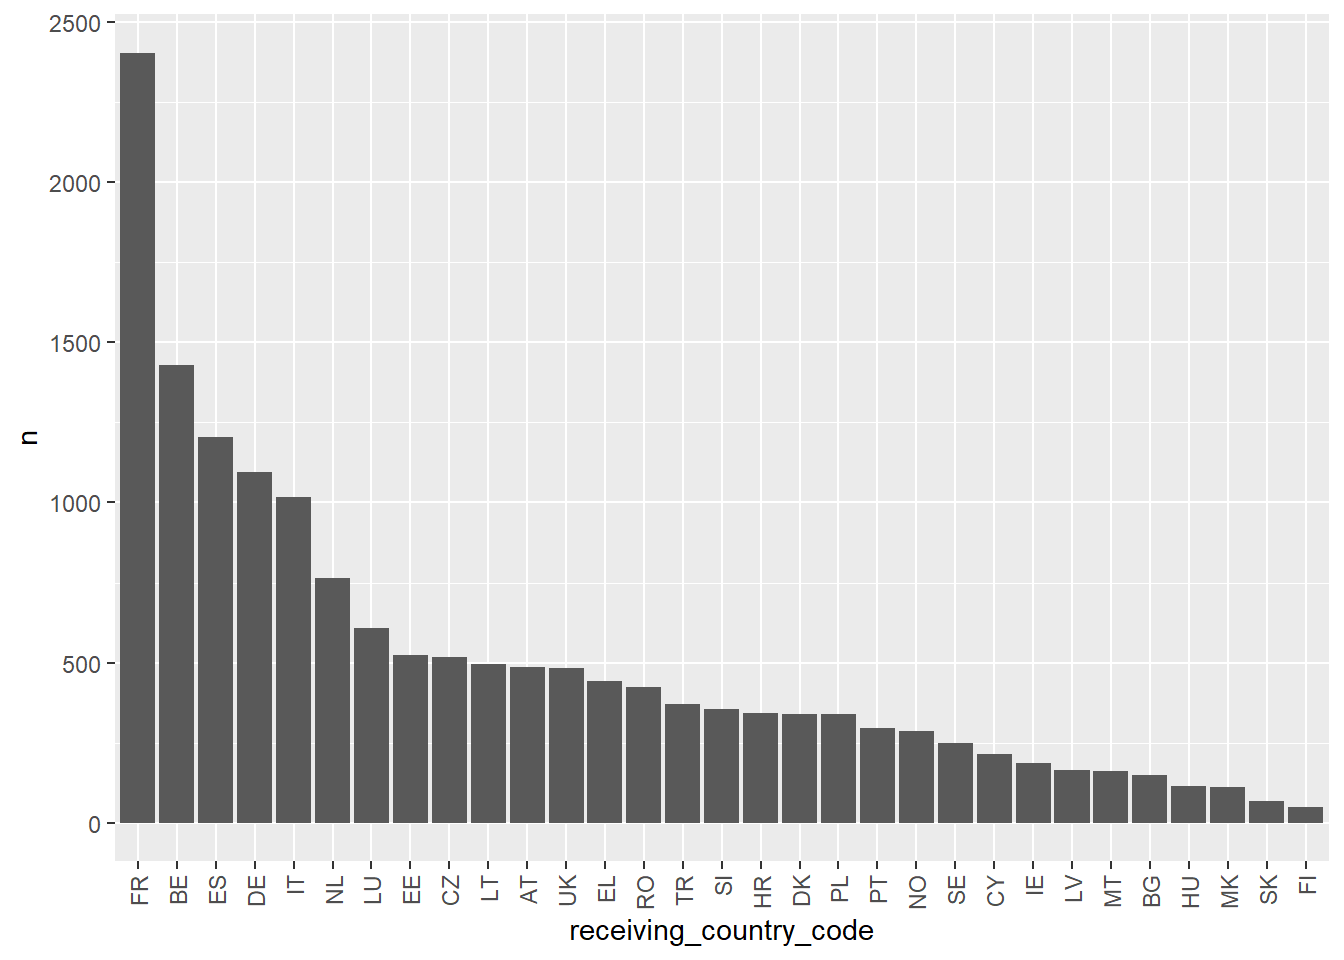 2500
2000
1500
1000
500
0
n
FR BE ES DE IT NL LU EE CZ LT AT UK EL RO TR SI HR DK PL PT NO SE CY IE LV MT BG HU MK SK FI
receiving_country_code